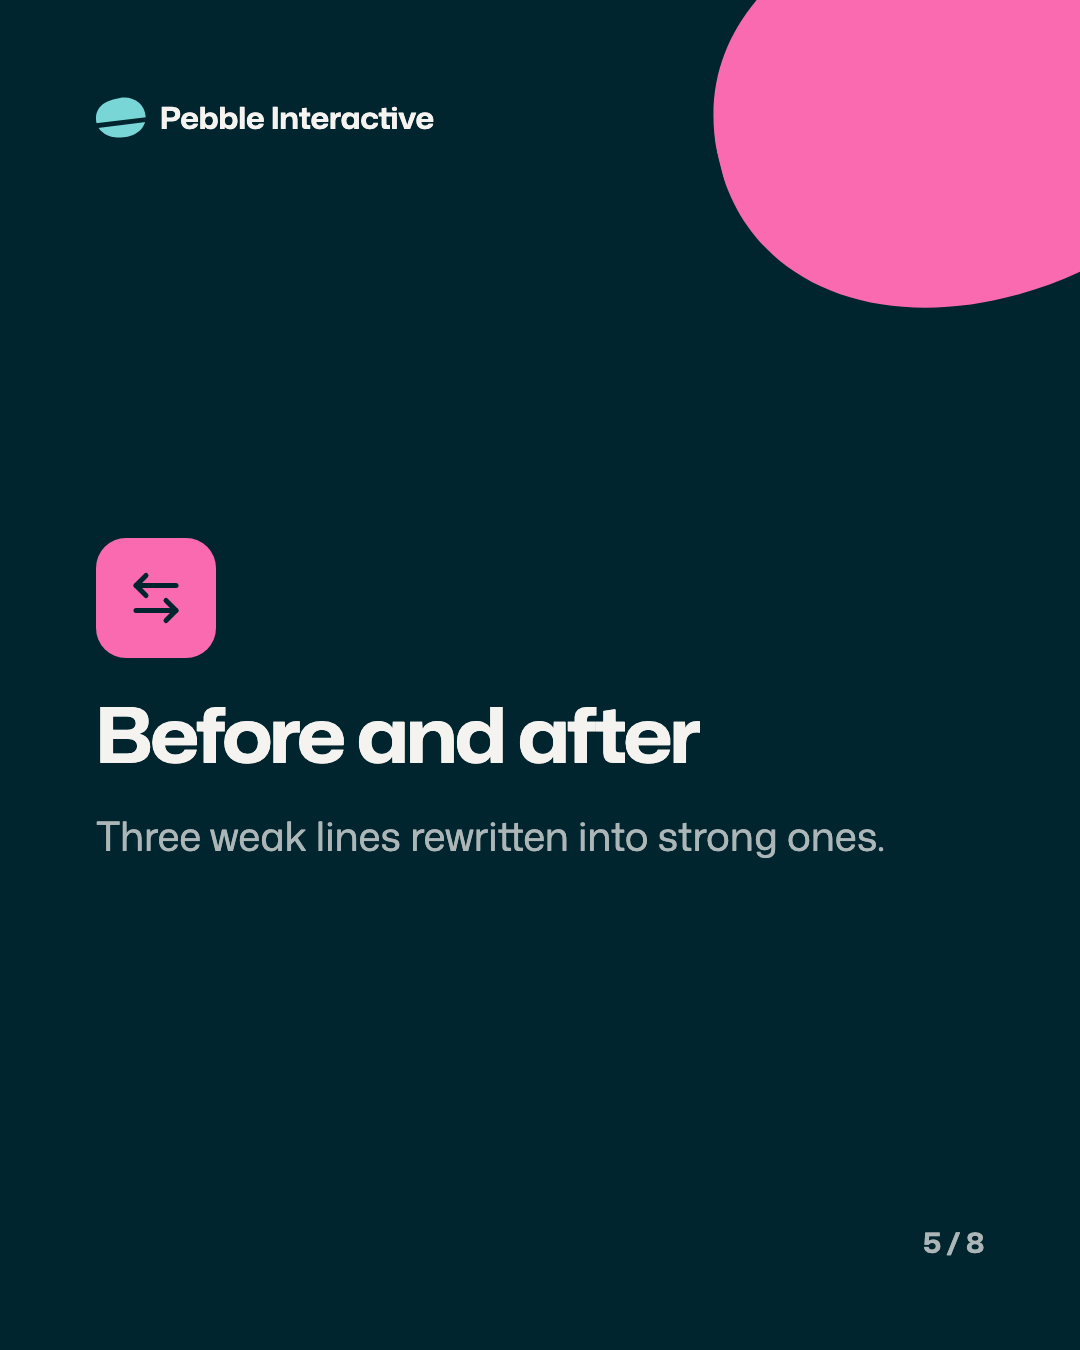 Pebble Interactive
Before and after
Three weak lines rewritten into strong ones.
5 / 8